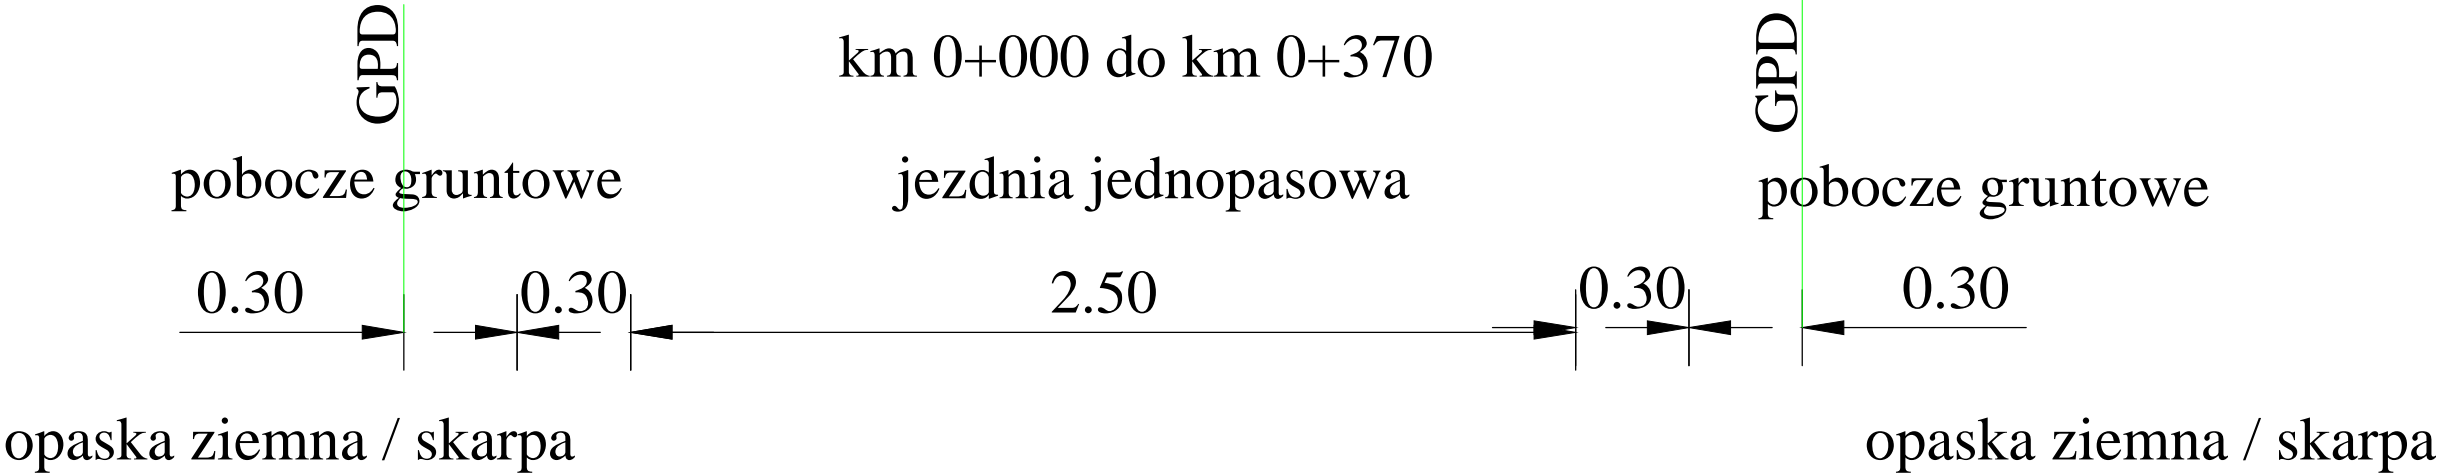 GPD
km 0+000 do km 0+370
GPD
pobocze gruntowe
jezdnia jednopasowa
pobocze gruntowe
0.30
0.30
2.50
0.30
0.30
opaska ziemna / skarpa
opaska ziemna / skarpa